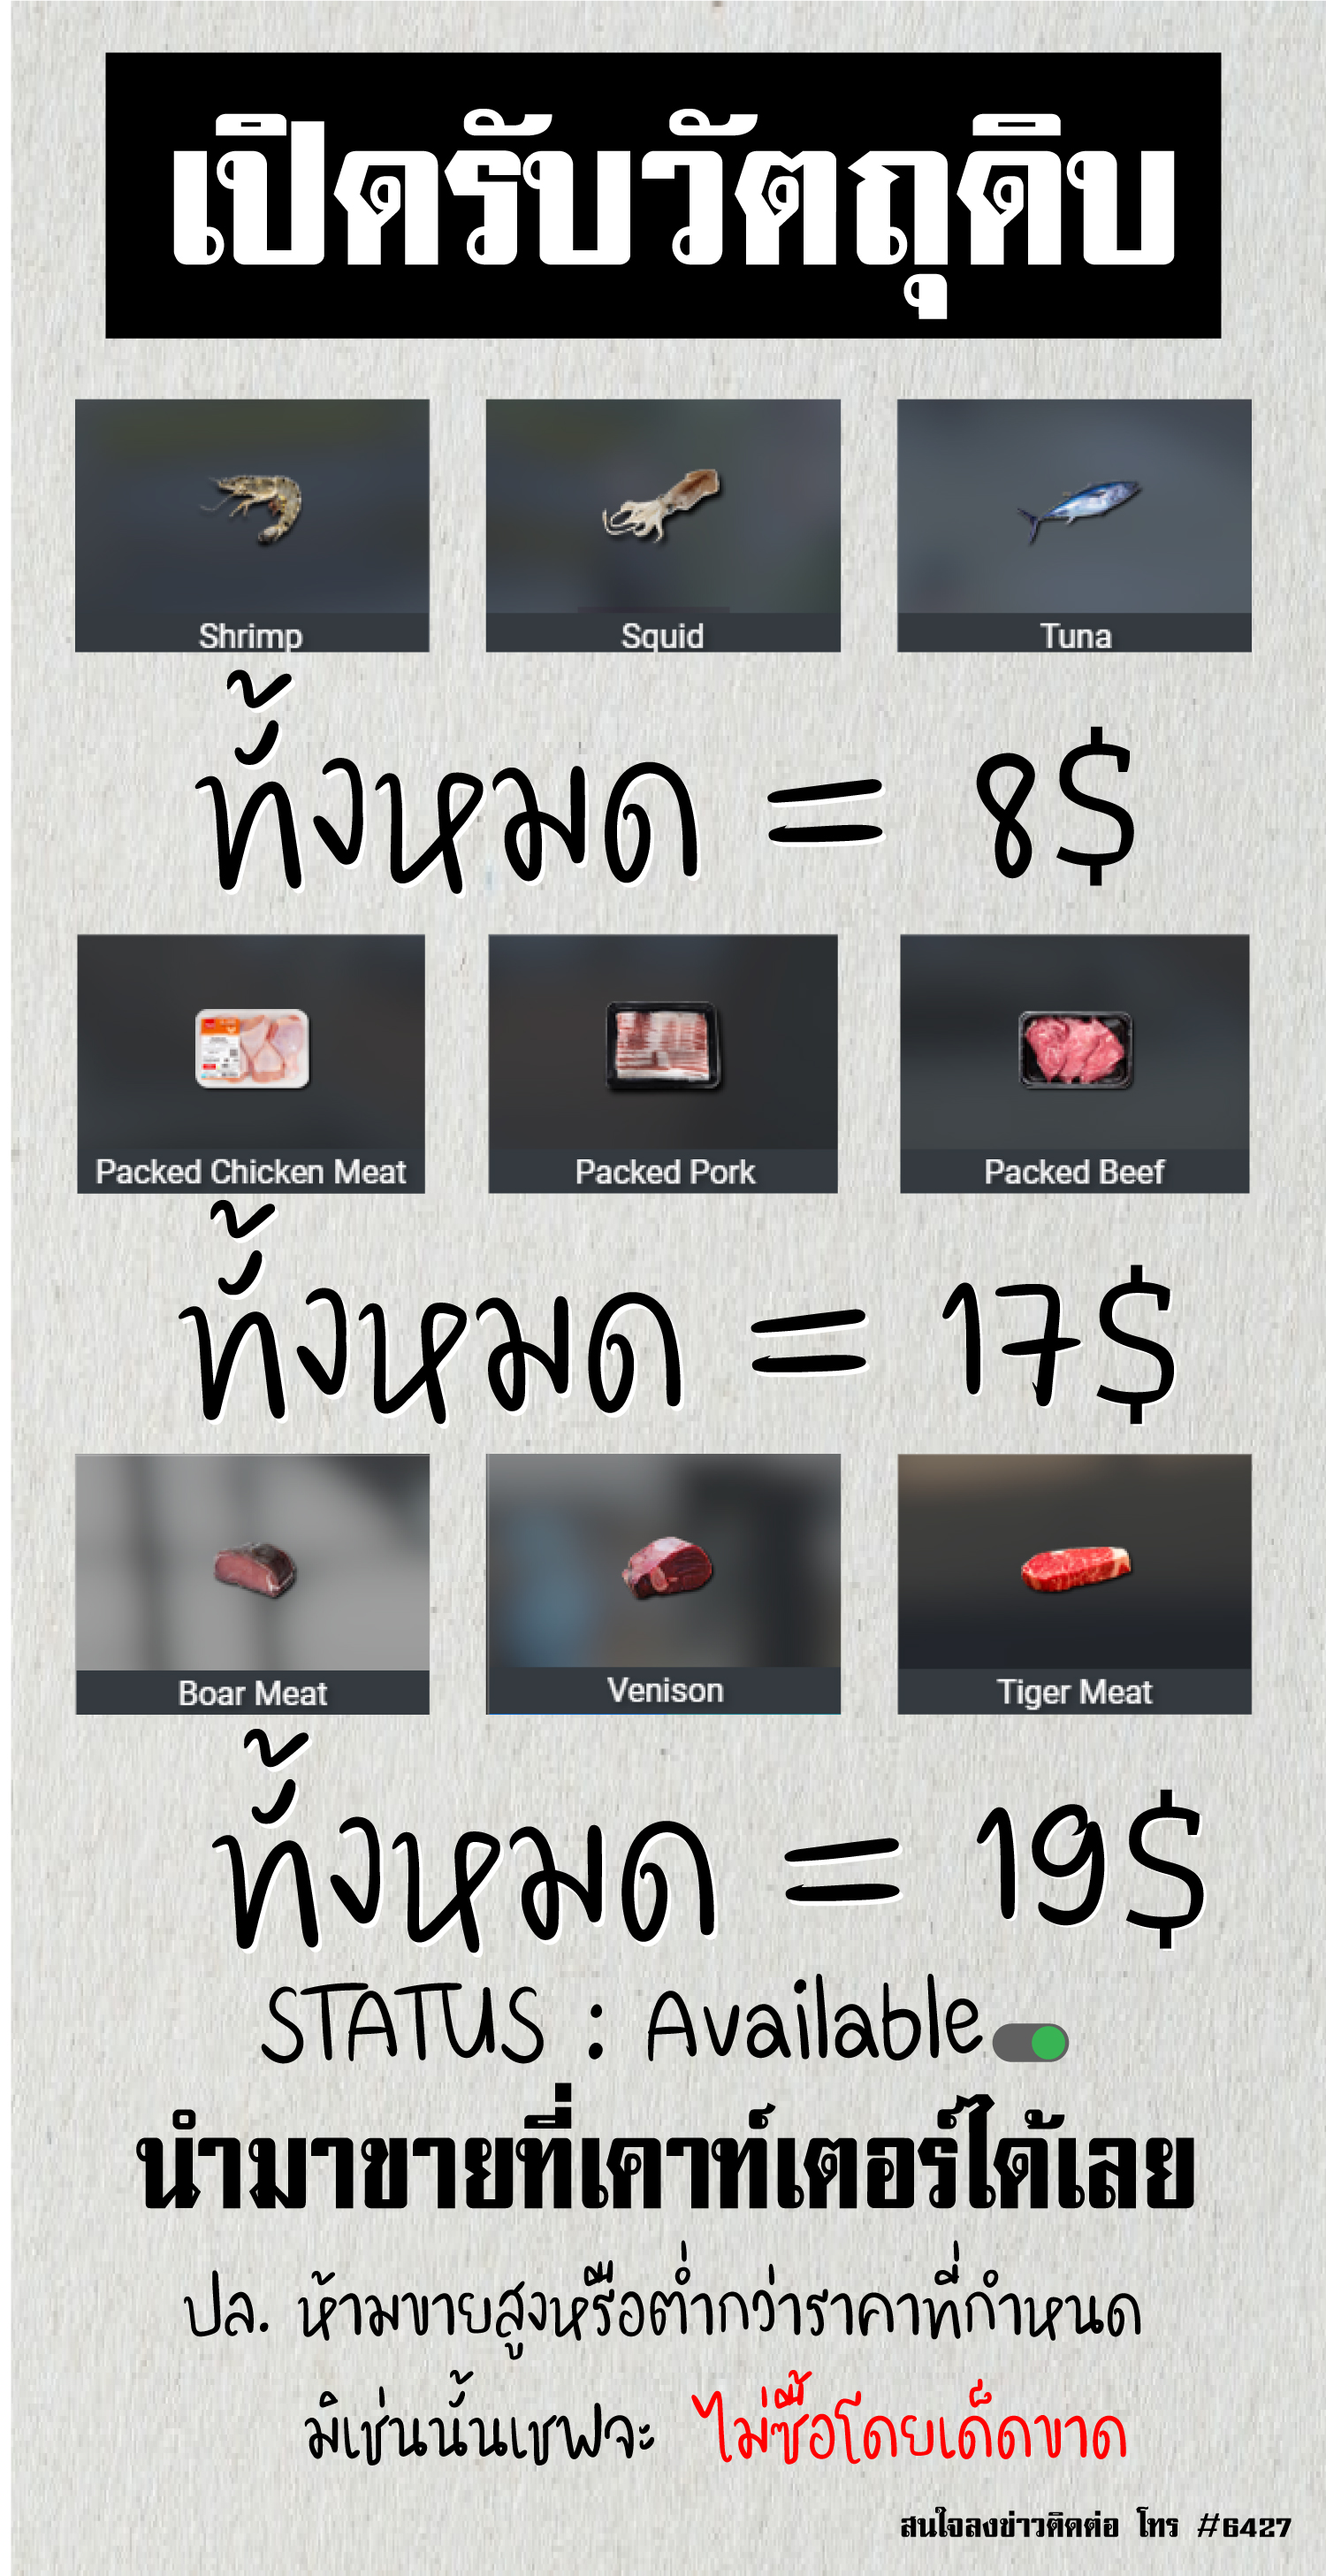 เปิดรับวัตถุดิบ
Shrimp Squid Tuna
ทั้งหมด = 8$
Packed Chicken Meat Packed Pork Packed Beef
ทั้งหมด = 17$
Boar Meat Venison Tiger Meat
ทั้งหมด = 19$
STATUS : Available
นำมาขายที่เคาท์เตอร์ได้เลย
ปล. ห้ามขายสูงหรือต่ำกว่าราคาที่กำหนด
มิเช่นนั้นเชฟจะ ไม่ซื้อโดยเด็ดขาด
สนใจลงข่าวติดต่อ โทร #6427